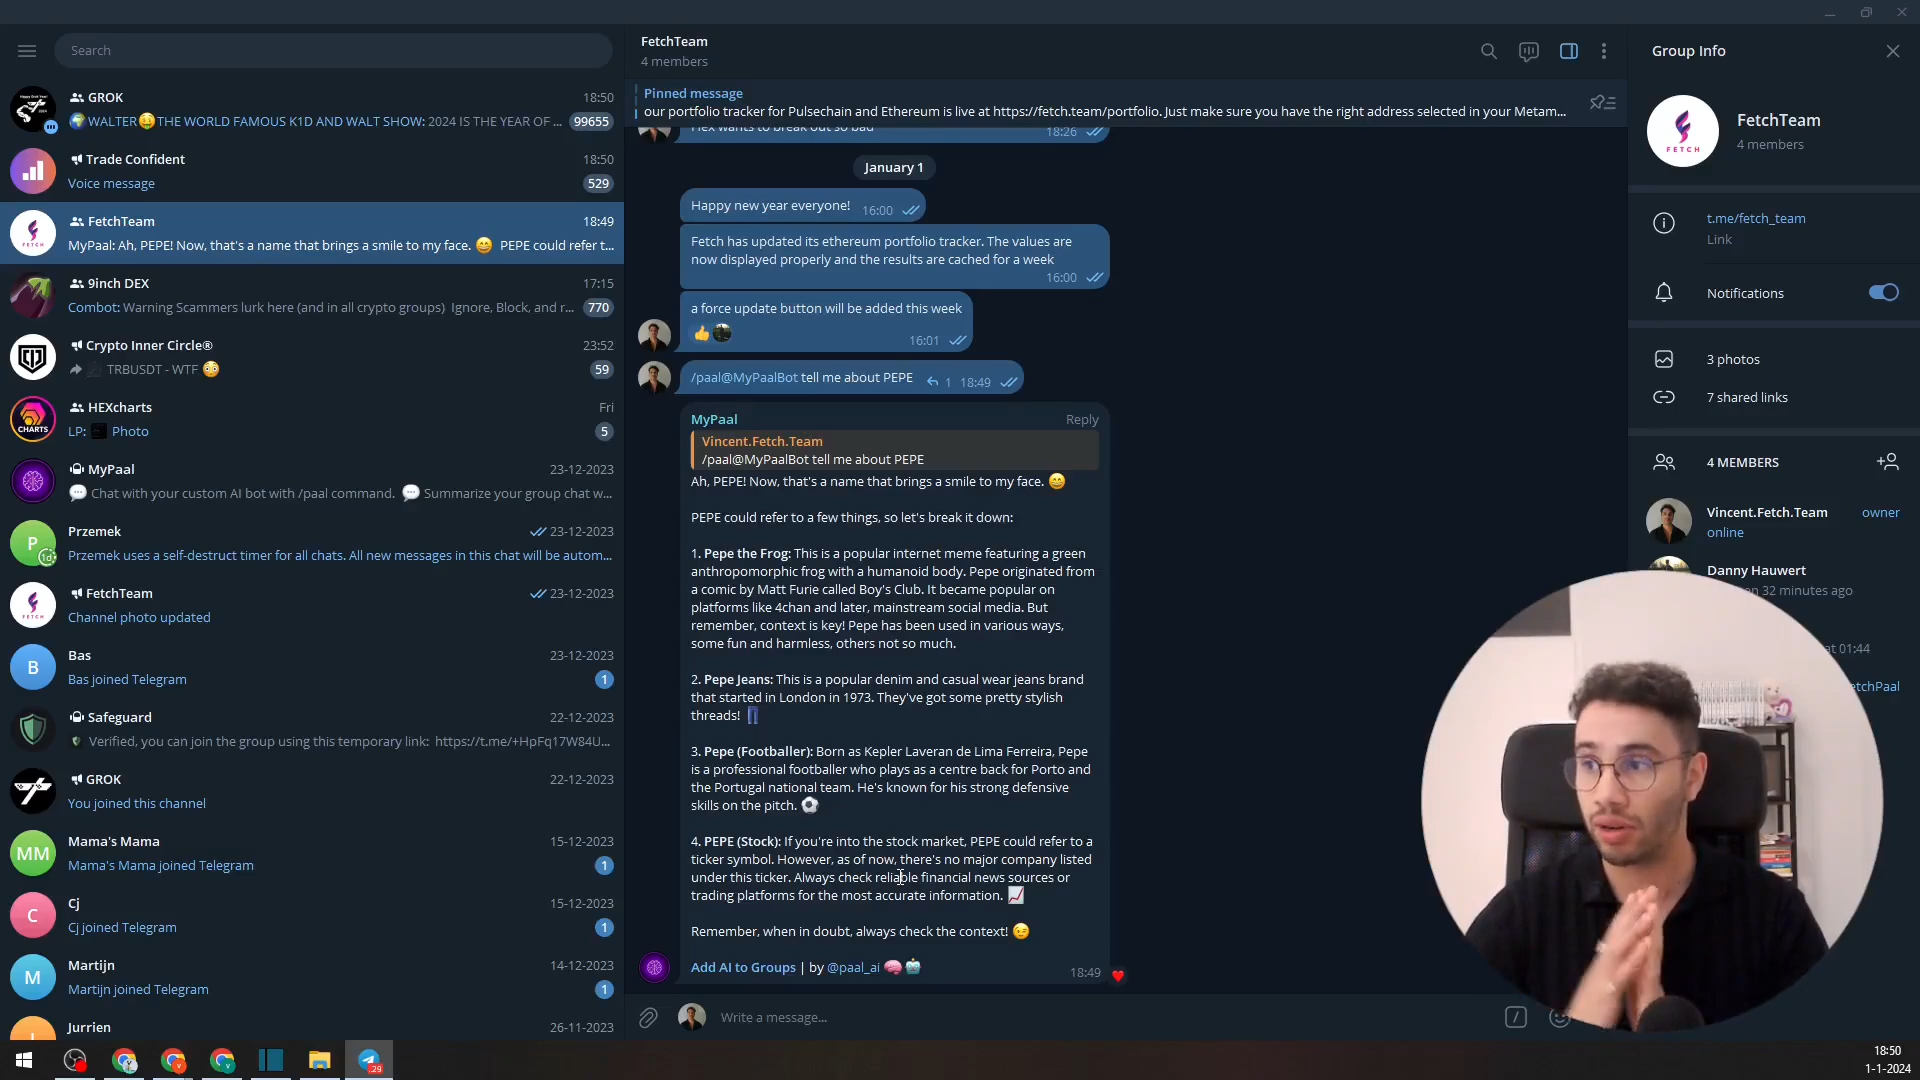 Search
GROK 18:50
WALTER THE WORLD FAMOUS K1D AND WALT SHOW: 2024 IS THE YEAR OF ... 99655
Trade Confident 18:50
Voice message 529
FetchTeam 18:49
MyPaal: Ah, PEPE! Now, that's a name that brings a smile to my face. 😄 PEPE could refer t...
9inch DEX 17:15
Combot: Warning Scammers lurk here (and in all crypto groups) Ignore, Block, and r... 770
Crypto Inner Circle® 23:52
TRBUSDT - WTF 😳 59
HEXcharts Fri
CHARTS
LP: Photo 5
MyPaal 23-12-2023
💬 Chat with your custom AI bot with /paal command. 💬 Summarize your group chat w...
Przemek 23-12-2023
P
1d
Przemek uses a self-destruct timer for all chats. All new messages in this chat will be autom...
FetchTeam 23-12-2023
Channel photo updated
Bas 23-12-2023
B
Bas joined Telegram 1
Safeguard 22-12-2023
Verified, you can join the group using this temporary link: https://t.me/+HpFq17W84U...
GROK 22-12-2023
You joined this channel
Mama's Mama 15-12-2023
MM
Mama's Mama joined Telegram 1
Cj 15-12-2023
C
Cj joined Telegram 1
Martijn 14-12-2023
M
Martijn joined Telegram 1
Jurrien 26-11-2023
FetchTeam
4 members
Pinned message
our portfolio tracker for Pulsechain and Ethereum is live at https://fetch.team/portfolio. Just make sure you have the right address selected in your Metam...
Hex wants to break out so bad 18:26
January 1
Happy new year everyone! 16:00
Fetch has updated its ethereum portfolio tracker. The values are
now displayed properly and the results are cached for a week
16:00
a force update button will be added this week
👍 16:01
/paal@MyPaalBot tell me about PEPE 1 18:49
MyPaal Reply
Vincent.Fetch.Team
/paal@MyPaalBot tell me about PEPE
Ah, PEPE! Now, that's a name that brings a smile to my face. 😄
PEPE could refer to a few things, so let's break it down:
1. Pepe the Frog: This is a popular internet meme featuring a green
anthropomorphic frog with a humanoid body. Pepe originated from
a comic by Matt Furie called Boy's Club. It became popular on
platforms like 4chan and later, mainstream social media. But
remember, context is key! Pepe has been used in various ways,
some fun and harmless, others not so much.
2. Pepe Jeans: This is a popular denim and casual wear jeans brand
that started in London in 1973. They've got some pretty stylish
threads! 👖
3. Pepe (Footballer): Born as Kepler Laveran de Lima Ferreira, Pepe
is a professional footballer who plays as a centre back for Porto and
the Portugal national team. He's known for his strong defensive
skills on the pitch. ⚽
4. PEPE (Stock): If you're into the stock market, PEPE could refer to a
ticker symbol. However, as of now, there's no major company listed
under this ticker. Always check reliable financial news sources or
trading platforms for the most accurate information. 📈
Remember, when in doubt, always check the context! 😉
Add AI to Groups | by @paal_ai 🧠🤖
18:49 ❤️
Write a message...
Group Info
FETCH
FetchTeam
4 members
t.me/fetch_team
Link
Notifications
3 photos
7 shared links
4 MEMBERS
Vincent.Fetch.Team owner
online
Danny Hauwert
on 32 minutes ago
at 01:44
etchPaal
29
18:50
1-1-2024